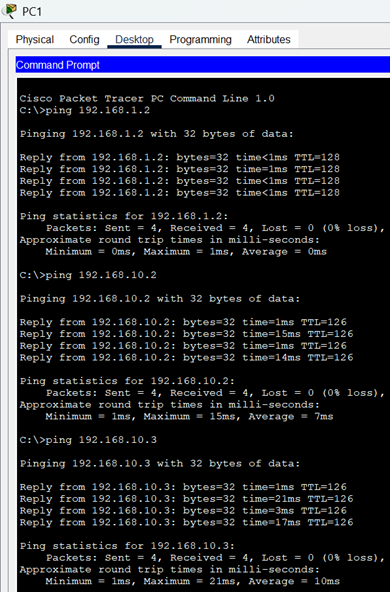 PC1
Physical Config Desktop Programming Attributes
Command Prompt
Cisco Packet Tracer PC Command Line 1.0
C:\>ping 192.168.1.2
Pinging 192.168.1.2 with 32 bytes of data:
Reply from 192.168.1.2: bytes=32 time<1ms TTL=128
Reply from 192.168.1.2: bytes=32 time=1ms TTL=128
Reply from 192.168.1.2: bytes=32 time<1ms TTL=128
Reply from 192.168.1.2: bytes=32 time<1ms TTL=128
Ping statistics for 192.168.1.2:
Packets: Sent = 4, Received = 4, Lost = 0 (0% loss),
Approximate round trip times in milli-seconds:
Minimum = 0ms, Maximum = 1ms, Average = 0ms
C:\>ping 192.168.10.2
Pinging 192.168.10.2 with 32 bytes of data:
Reply from 192.168.10.2: bytes=32 time=1ms TTL=126
Reply from 192.168.10.2: bytes=32 time=15ms TTL=126
Reply from 192.168.10.2: bytes=32 time=1ms TTL=126
Reply from 192.168.10.2: bytes=32 time=14ms TTL=126
Ping statistics for 192.168.10.2:
Packets: Sent = 4, Received = 4, Lost = 0 (0% loss),
Approximate round trip times in milli-seconds:
Minimum = 1ms, Maximum = 15ms, Average = 7ms
C:\>ping 192.168.10.3
Pinging 192.168.10.3 with 32 bytes of data:
Reply from 192.168.10.3: bytes=32 time=1ms TTL=126
Reply from 192.168.10.3: bytes=32 time=21ms TTL=126
Reply from 192.168.10.3: bytes=32 time=3ms TTL=126
Reply from 192.168.10.3: bytes=32 time=17ms TTL=126
Ping statistics for 192.168.10.3:
Packets: Sent = 4, Received = 4, Lost = 0 (0% loss),
Approximate round trip times in milli-seconds:
Minimum = 1ms, Maximum = 21ms, Average = 10ms